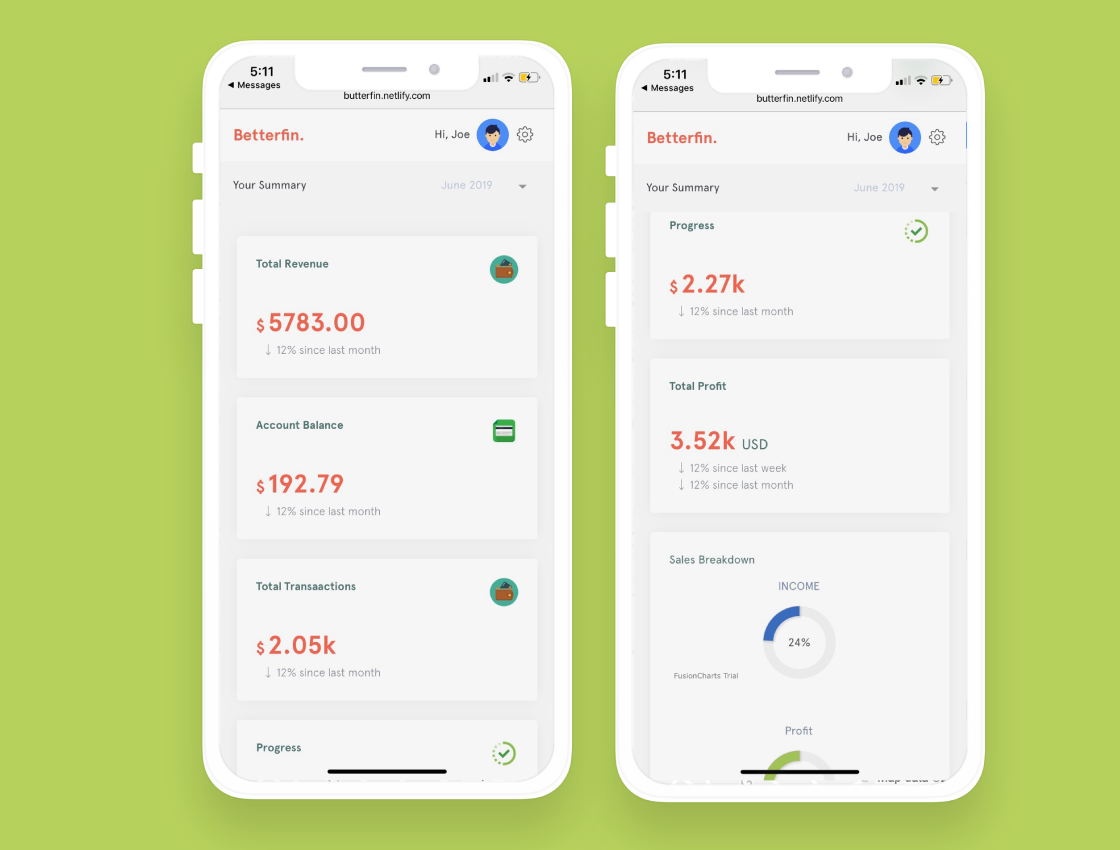 5:11
◀ Messages
butterfin.netlify.com
Betterfin.
Hi, Joe
Your Summary
June 2019
Total Revenue
$ 5783.00
↓ 12% since last month
Account Balance
$ 192.79
↓ 12% since last month
Total Transaactions
$ 2.05k
↓ 12% since last month
Progress
5:11
◀ Messages
butterfin.netlify.com
Betterfin.
Hi, Joe
Your Summary
June 2019
Progress
$ 2.27k
↓ 12% since last month
Total Profit
3.52k USD
↓ 12% since last week
↓ 12% since last month
Sales Breakdown
INCOME
24%
FusionCharts Trial
Profit